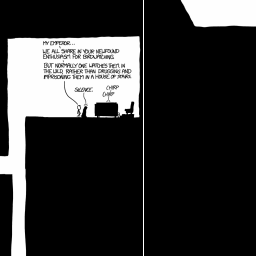 MY EMPEROR...
WE ALL SHARE IN YOUR NEWFOUND
ENTHUSIASM FOR BIRDWATCHING.
BUT NORMALLY ONE WATCHES THEM IN
THE WILD, RATHER THAN DRUGGING AND
IMPRISONING THEM IN A HOUSE OF
SILENCE.
CHIRP
CHIRP